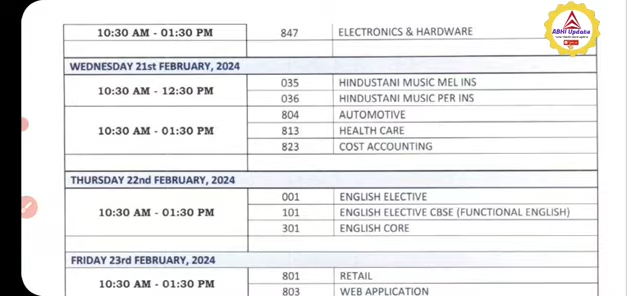 ABHI Update
10:30 AM - 01:30 PM 847 ELECTRONICS & HARDWARE
WEDNESDAY 21st FEBRUARY, 2024
10:30 AM - 12:30 PM 035 HINDUSTANI MUSIC MEL INS
036 HINDUSTANI MUSIC PER INS
10:30 AM - 01:30 PM 804 AUTOMOTIVE
813 HEALTH CARE
823 COST ACCOUNTING
THURSDAY 22nd FEBRUARY, 2024
10:30 AM - 01:30 PM 001 ENGLISH ELECTIVE
101 ENGLISH ELECTIVE CBSE (FUNCTIONAL ENGLISH)
301 ENGLISH CORE
FRIDAY 23rd FEBRUARY, 2024
10:30 AM - 01:30 PM 801 RETAIL
803 WEB APPLICATION